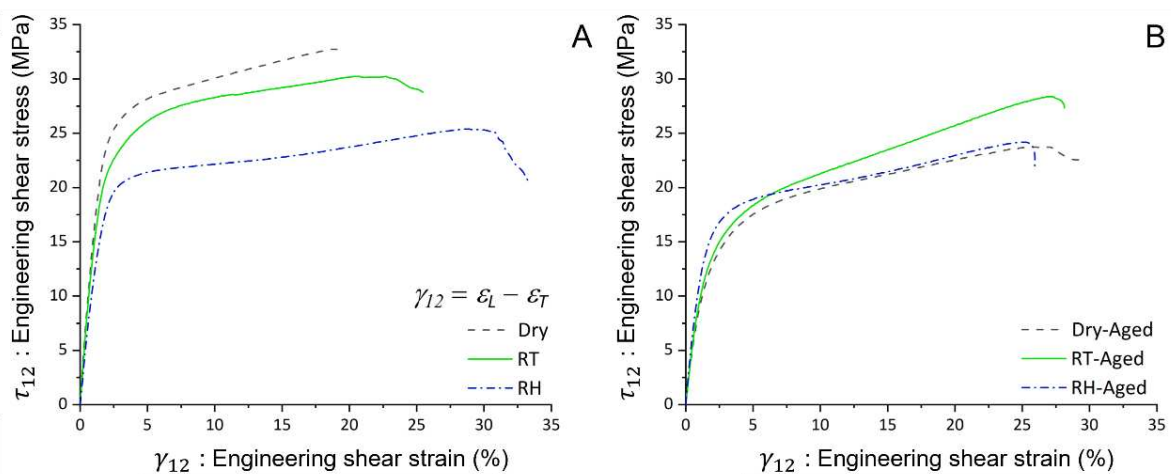 A
τ12 : Engineering shear stress (MPa)
35
30
25
20
15
10
5
0
γ12 = εL − εT
Dry
RT
RH
0 5 10 15 20 25 30 35
γ12 : Engineering shear strain (%)
B
τ12 : Engineering shear stress (MPa)
35
30
25
20
15
10
5
0
Dry-Aged
RT-Aged
RH-Aged
0 5 10 15 20 25 30 35
γ12 : Engineering shear strain (%)